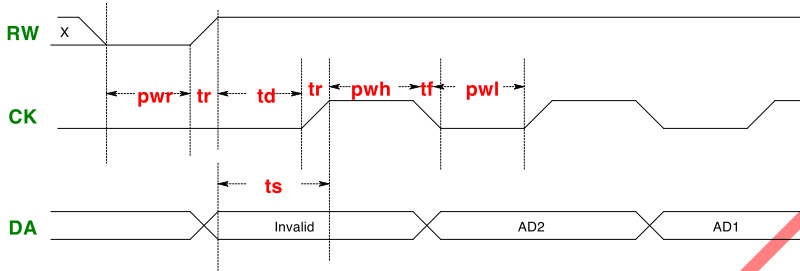 RW X
pwr tr td tr pwh tf pwl
CK
ts
DA Invalid AD2 AD1